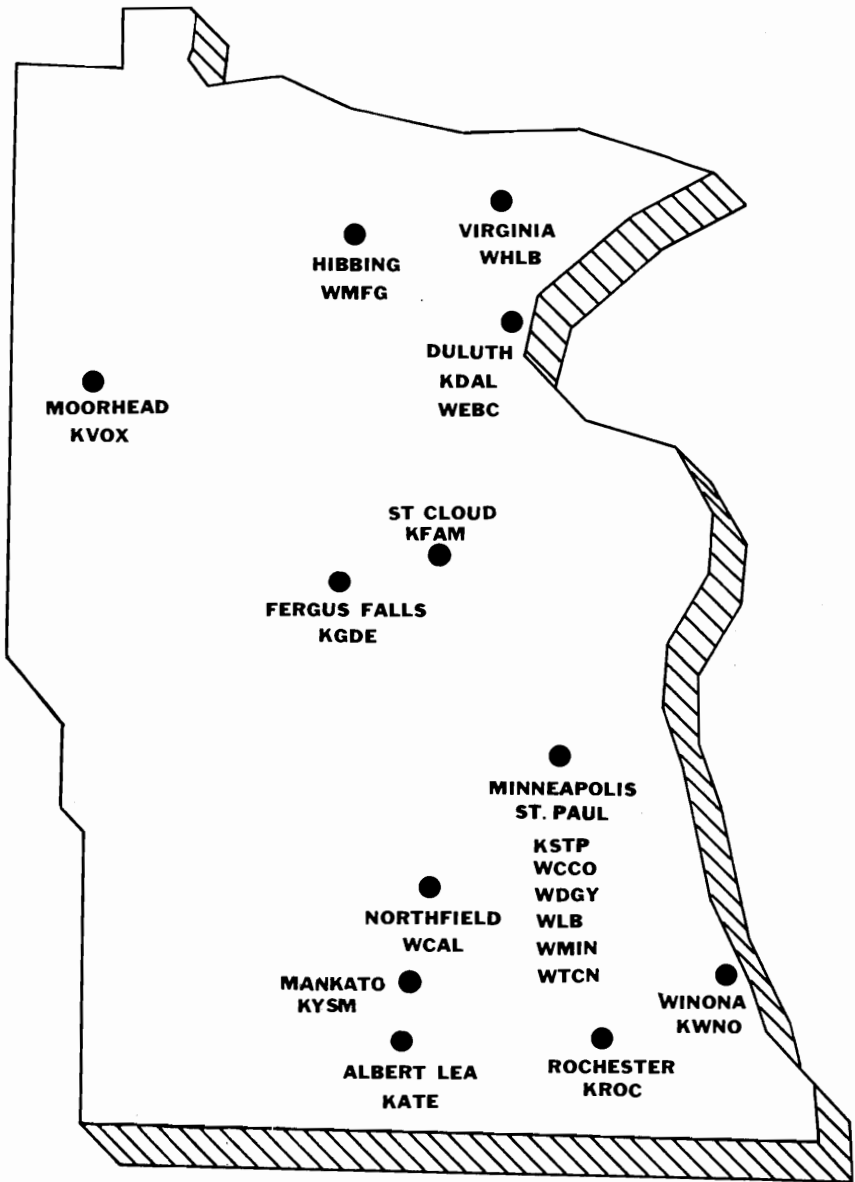 VIRGINIA
WHLB
HIBBING
WMFG
DULUTH
KDAL
WEBC
MOORHEAD
KVOX
ST CLOUD
KFAM
FERGUS FALLS
KGDE
MINNEAPOLIS
ST. PAUL
KSTP
WCCO
WDGY
WLB
WMIN
WTCN
NORTHFIELD
WCAL
MANKATO
KYSM
WINONA
KWNO
ALBERT LEA
KATE
ROCHESTER
KROC